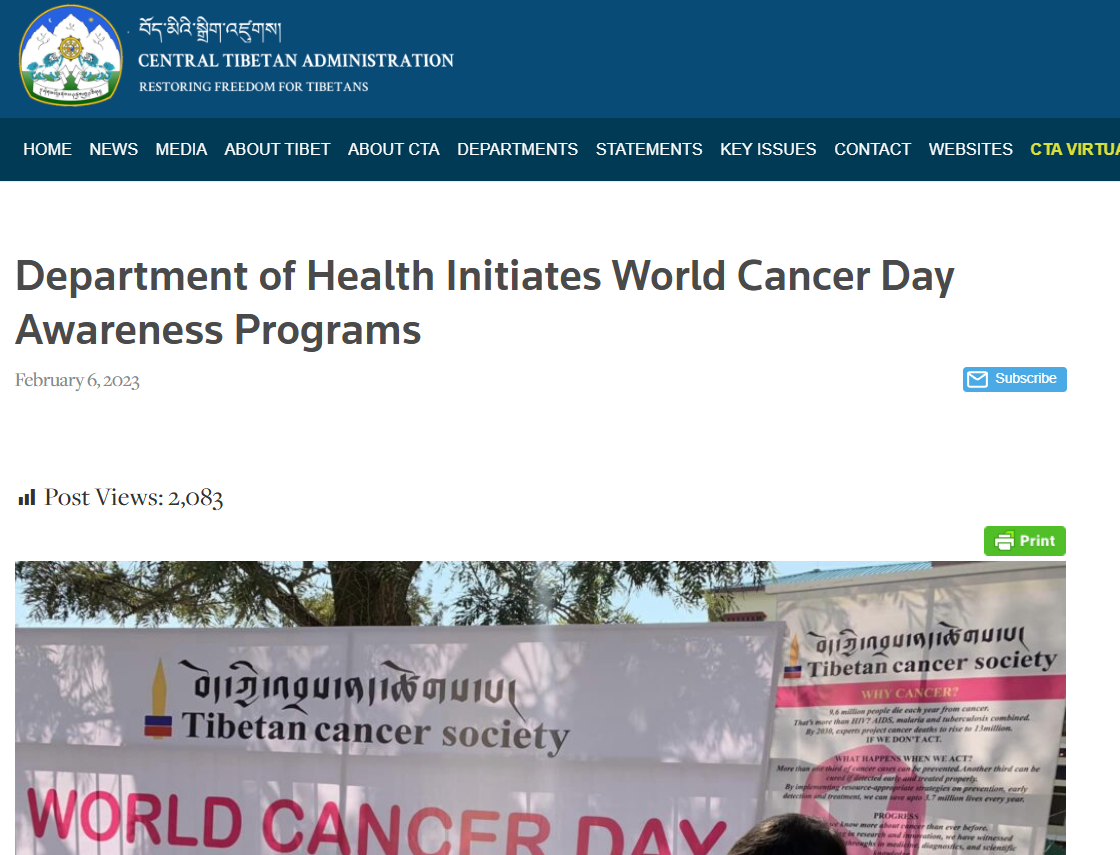 བོད་མིའི་སྒྲིག་འཛུགས།
CENTRAL TIBETAN ADMINISTRATION
RESTORING FREEDOM FOR TIBETANS
HOME NEWS MEDIA ABOUT TIBET ABOUT CTA DEPARTMENTS STATEMENTS KEY ISSUES CONTACT WEBSITES CTA VIRTUA
Department of Health Initiates World Cancer Day
Awareness Programs
February 6, 2023
Subscribe
Post Views: 2,083
Print
Tibetan cancer society
WORLD CANCER DAY
Tibetan cancer society
WHY CANCER?
9.6 million people die each year from cancer.
That's more than HIV? AIDS, malaria and tuberculosis combined.
By 2030, experts project cancer deaths to rise to 13million.
IF WE DON'T ACT.
WHAT HAPPENS WHEN WE ACT?
More than one third of cancer cases can be prevented. Another third can be
cured if detected early and treated properly.
By implementing resource-appropriate strategies on prevention, early
detection and treatment, we can save upto 3.7 million lives every year.
PROGRESS
we know more about cancer than ever before.
in research and innovation, we have witnessed
in medicine, diagnostics, and scientific